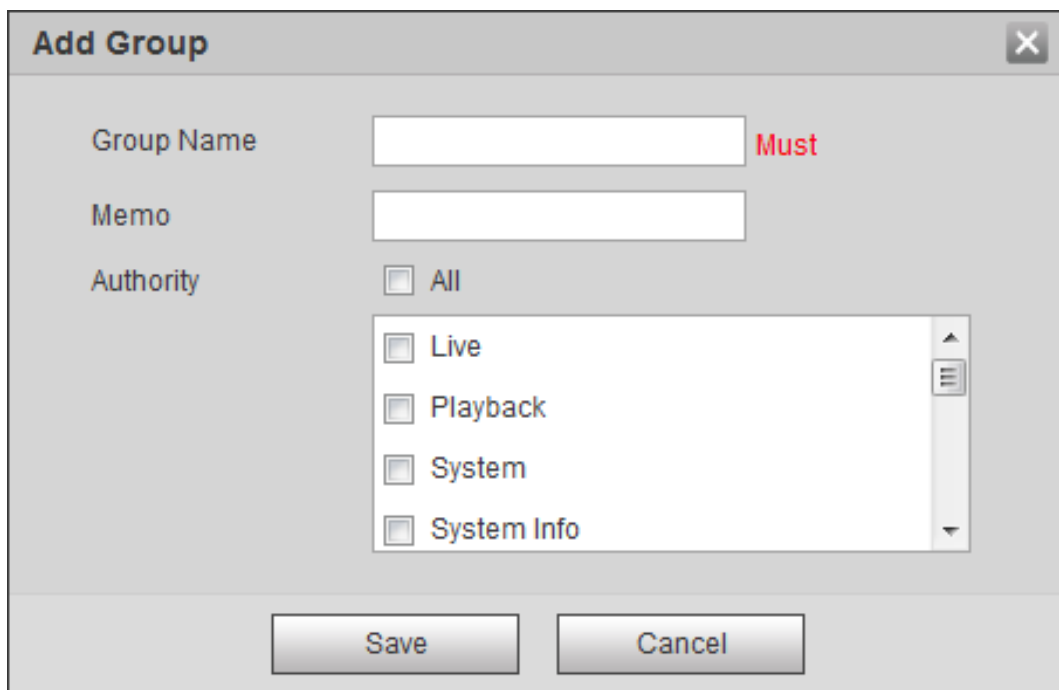 Add Group
Group Name Must
Memo
Authority All
Live
Playback
System
System Info
Save Cancel